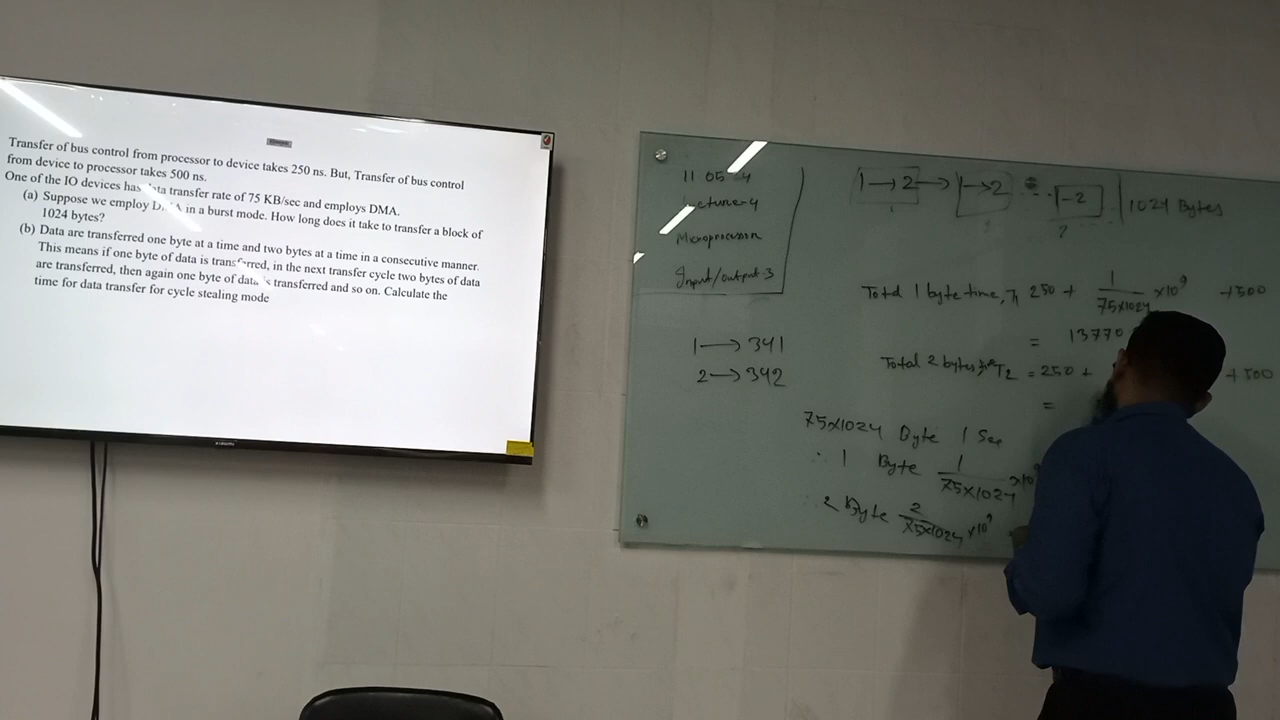 Transfer of bus control from processor to device takes 250 ns. But, Transfer of bus control
from device to processor takes 500 ns.
One of the IO devices has data transfer rate of 75 KB/sec and employs DMA.
(a) Suppose we employ DMA in a burst mode. How long does it take to transfer a block of
1024 bytes?
(b) Data are transferred one byte at a time and two bytes at a time in a consecutive manner.
This means if one byte of data is transferred, in the next transfer cycle two bytes of data
are transferred, then again one byte of data is transferred and so on. Calculate the
time for data transfer for cycle stealing mode
11 05
Lecture-4
Microprocessor
Input/output-3
1 → 341
2 → 342
1 → 2 → 1 → 2 1-2 1024 Bytes
Total 1 byte time, T1 250 + 1/75×1024 ×10^9 +500
= 13770
Total 2 bytes T2 = 250 + +500
=
75×1024 Byte 1 Sec
∴ 1 Byte 1/75×1024 ×10^9
∴ 2 Byte 2/75×1024 ×10^9